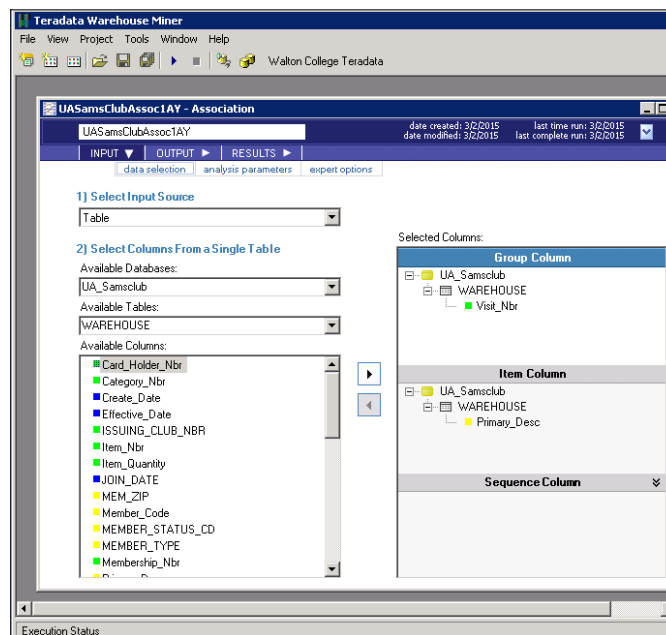 Teradata Warehouse Miner
File View Project Tools Window Help
Walton College Teradata
UASamsClubAssoc1AY - Association
UASamsClubAssoc1AY
date created: 3/2/2015 last time run: 3/2/2015
date modified: 3/2/2015 last complete run: 3/2/2015
INPUT OUTPUT RESULTS
data selection analysis parameters expert options
1) Select Input Source
Table
2) Select Columns From a Single Table
Available Databases:
UA_Samsclub
Available Tables:
WAREHOUSE
Available Columns:
Card_Holder_Nbr
Category_Nbr
Create_Date
Effective_Date
ISSUING_CLUB_NBR
Item_Nbr
Item_Quantity
JOIN_DATE
MEM_ZIP
Member_Code
MEMBER_STATUS_CD
MEMBER_TYPE
Membership_Nbr
Selected Columns:
Group Column
UA_Samsclub
WAREHOUSE
Visit_Nbr
Item Column
UA_Samsclub
WAREHOUSE
Primary_Desc
Sequence Column
Execution Status